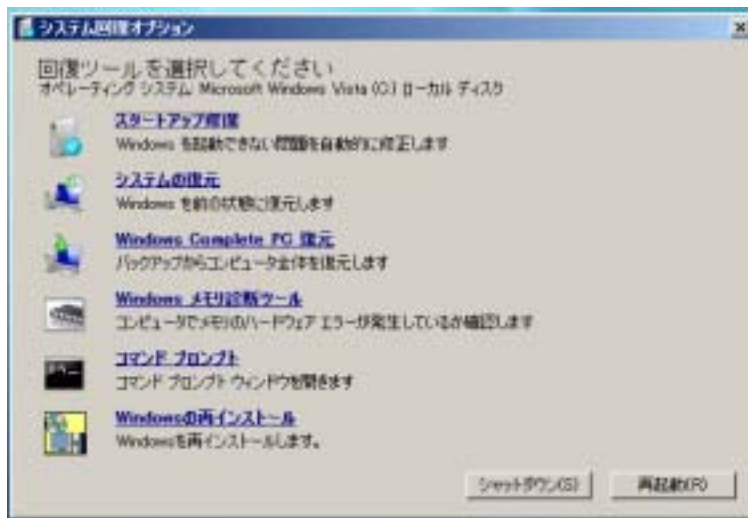 システム回復オプション
回復ツールを選択してください
オペレーティング システム: Microsoft Windows Vista (C:) ローカル ディスク
スタートアップ修復
Windows を起動できない問題を自動的に修正します
システムの復元
Windows を前の状態に復元します
Windows Complete PC 復元
バックアップからコンピュータ全体を復元します
Windows メモリ診断ツール
コンピュータでメモリのハードウェア エラーが発生しているか確認します
コマンド プロンプト
コマンド プロンプト ウィンドウを開きます
Windowsの再インストール
Windowsを再インストールします。
シャットダウン(S)
再起動(R)